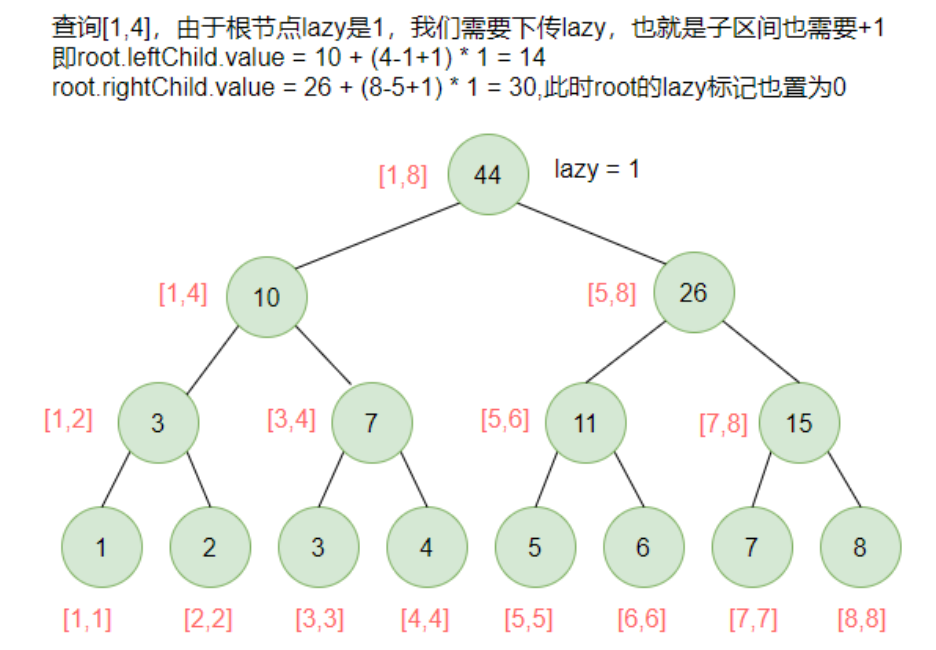 查询[1,4]，由于根节点lazy是1，我们需要下传lazy，也就是子区间也需要+1
即root.leftChild.value = 10 + (4-1+1) * 1 = 14
root.rightChild.value = 26 + (8-5+1) * 1 = 30,此时root的lazy标记也置为0
[1,8] 44 lazy = 1
[1,4] 10 [5,8] 26
[1,2] 3 [3,4] 7 [5,6] 11 [7,8] 15
1 2 3 4 5 6 7 8
[1,1] [2,2] [3,3] [4,4] [5,5] [6,6] [7,7] [8,8]